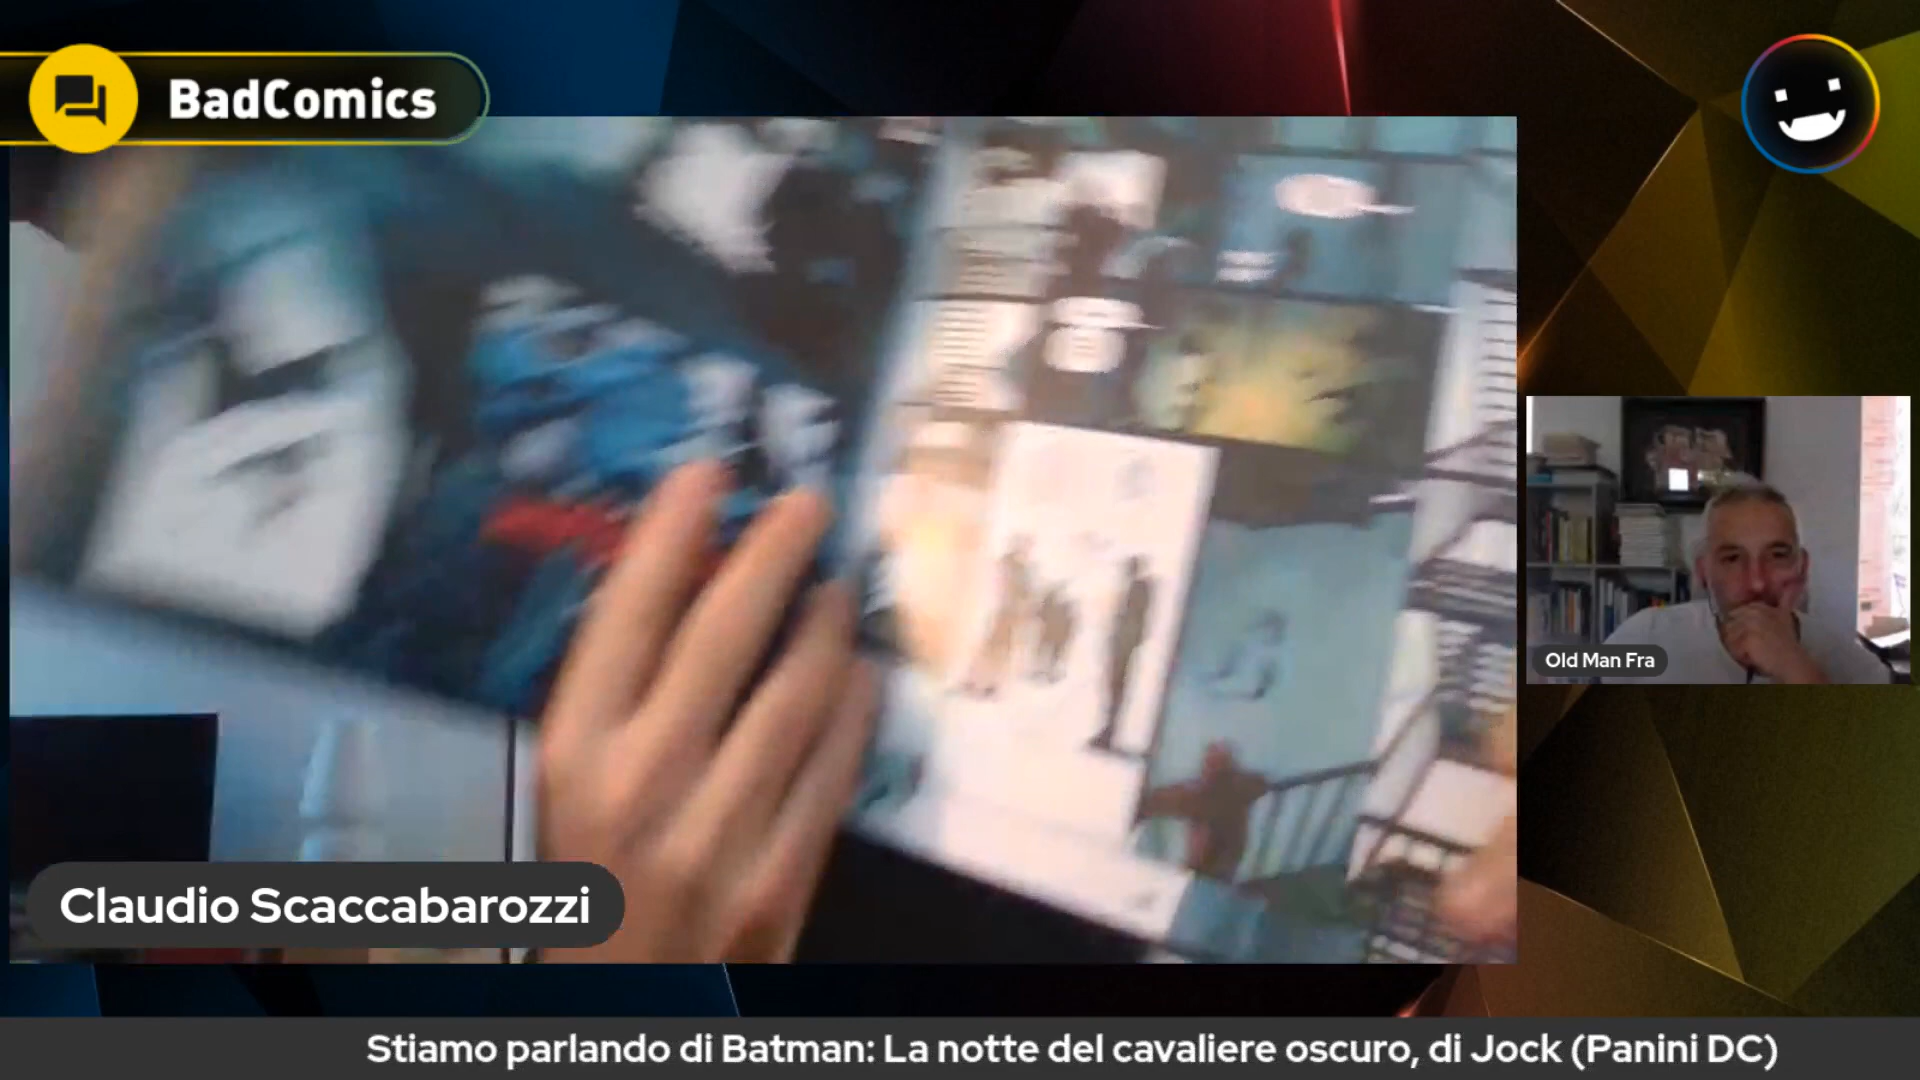 BadComics
Old Man Fra
Claudio Scaccabarozzi
Stiamo parlando di Batman: La notte del cavaliere oscuro, di Jock (Panini DC)